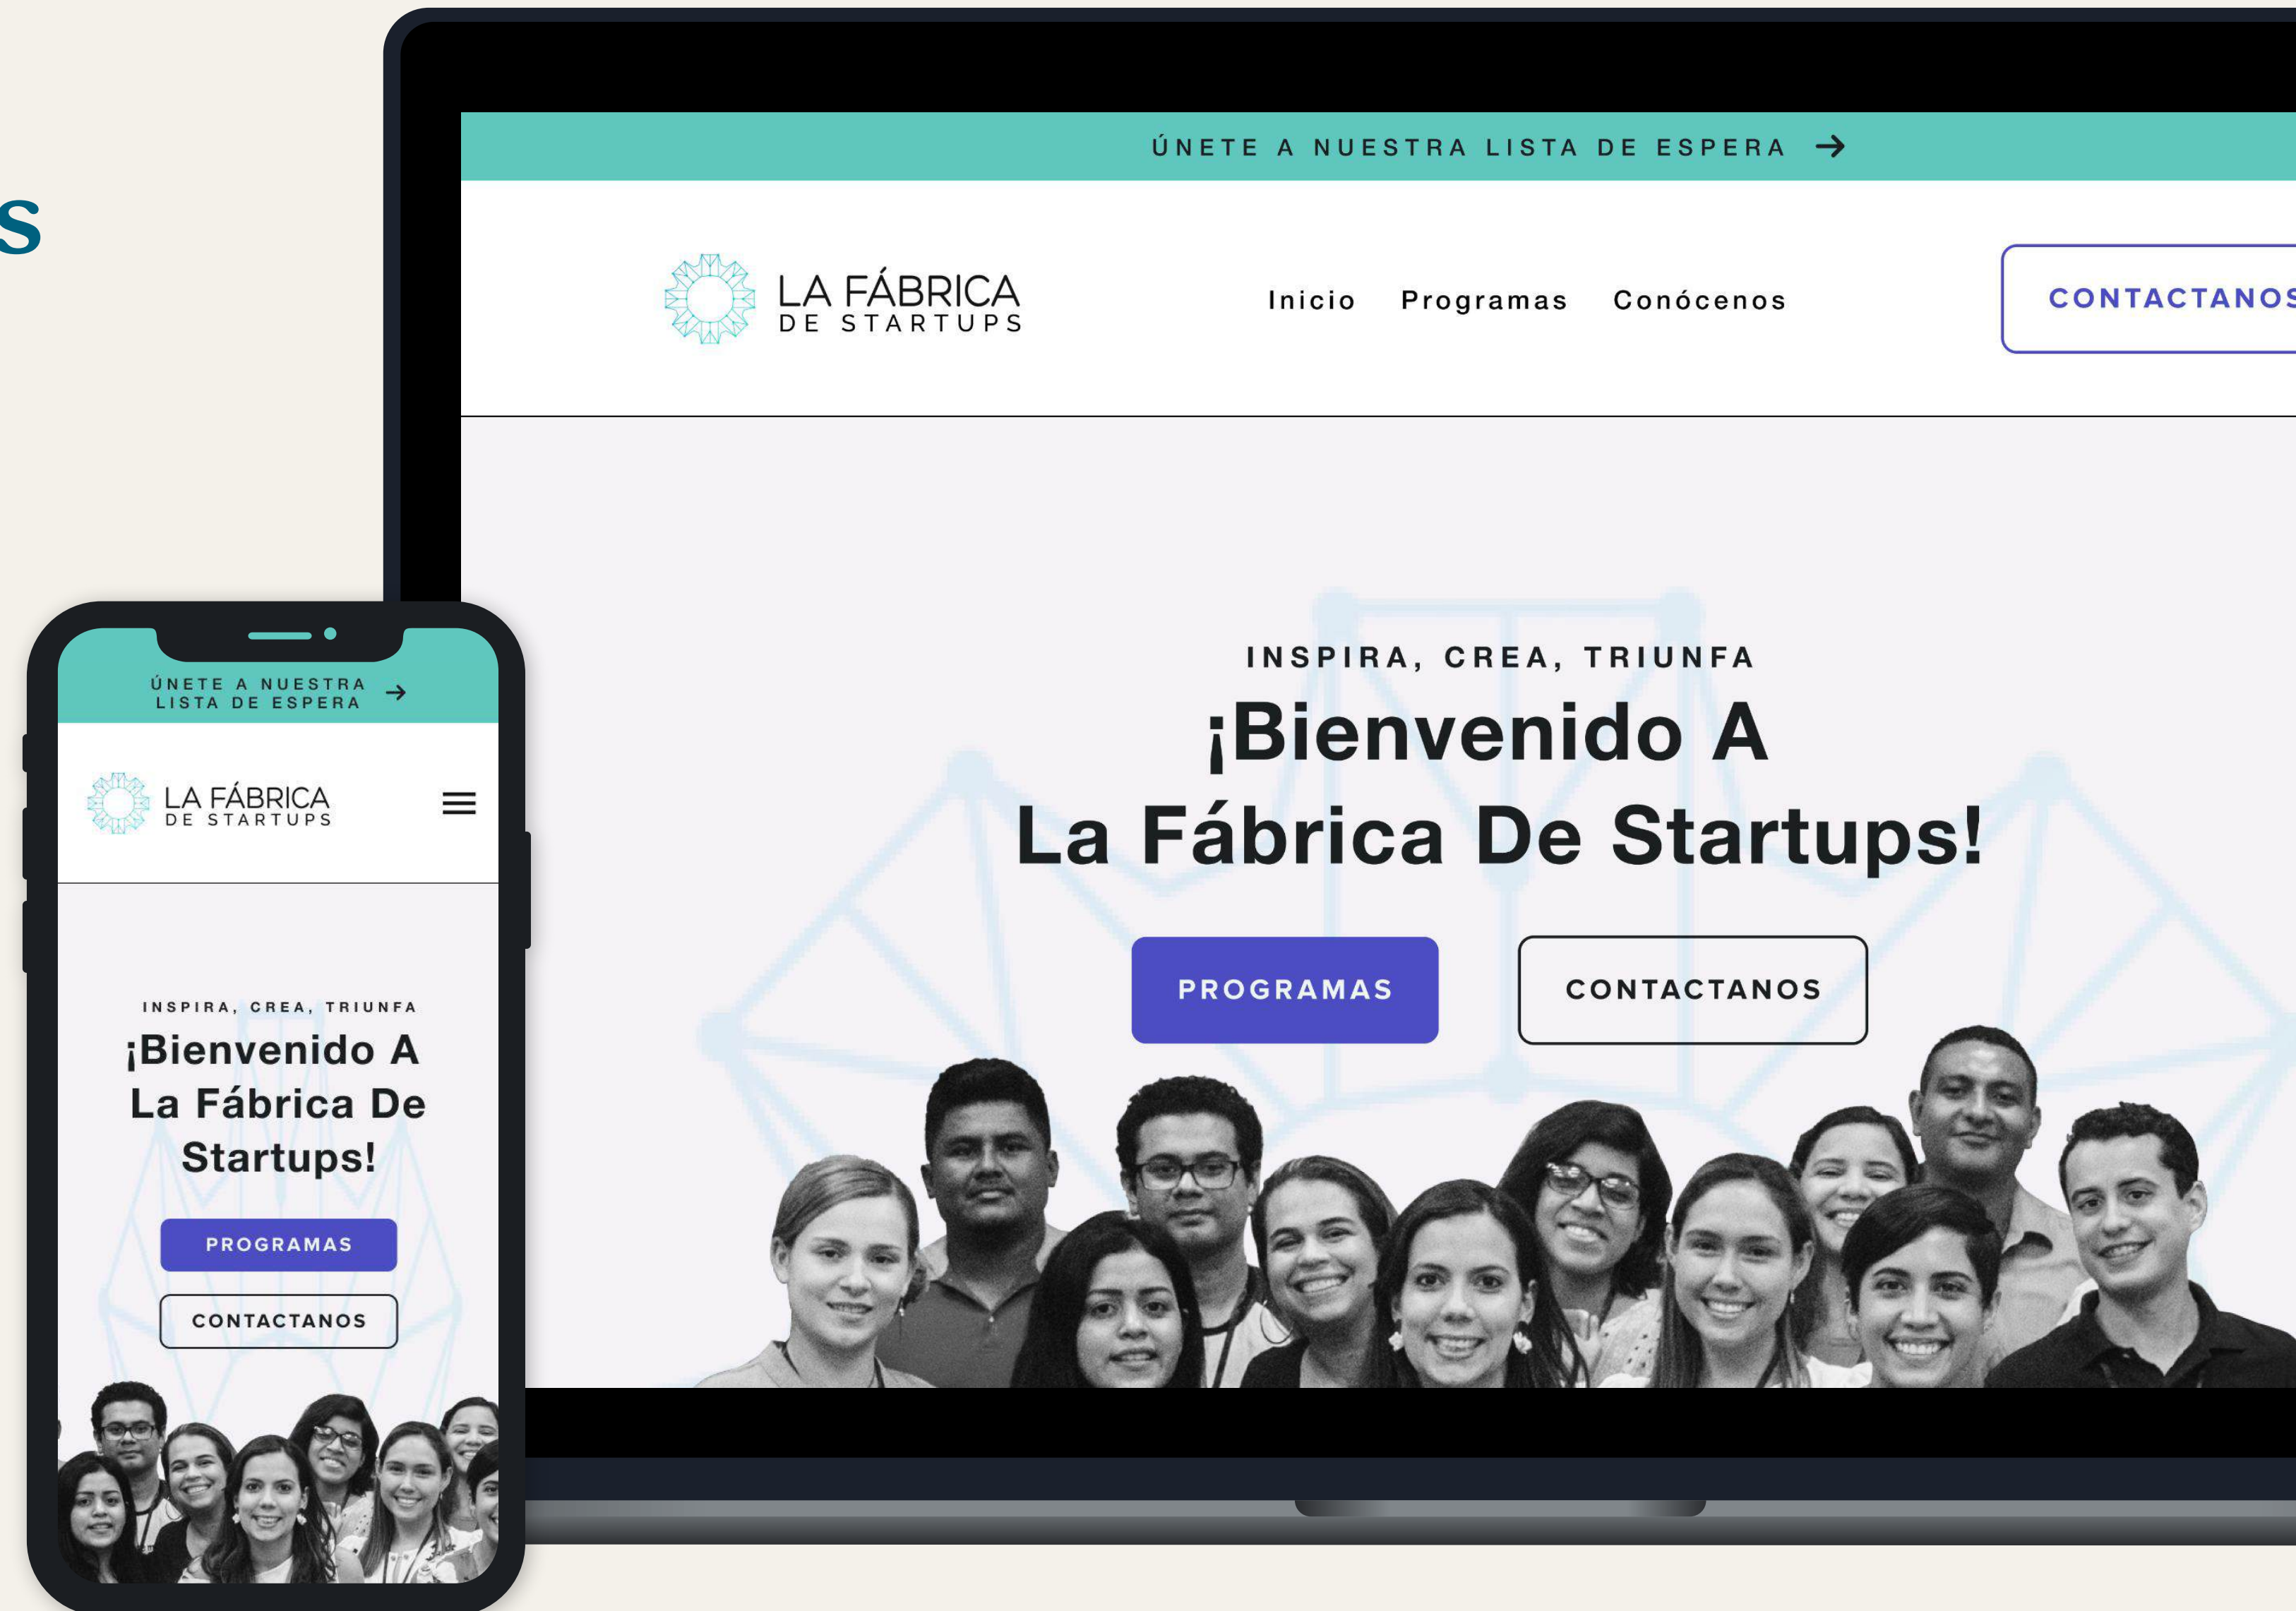 s
ÚNETE A NUESTRA LISTA DE ESPERA →
LA FÁBRICA
DE STARTUPS
Inicio Programas Conócenos
CONTACTANOS
INSPIRA, CREA, TRIUNFA
¡Bienvenido A
La Fábrica De Startups!
PROGRAMAS CONTACTANOS
ÚNETE A NUESTRA
LISTA DE ESPERA →
LA FÁBRICA
DE STARTUPS
INSPIRA, CREA, TRIUNFA
¡Bienvenido A
La Fábrica De
Startups!
PROGRAMAS
CONTACTANOS